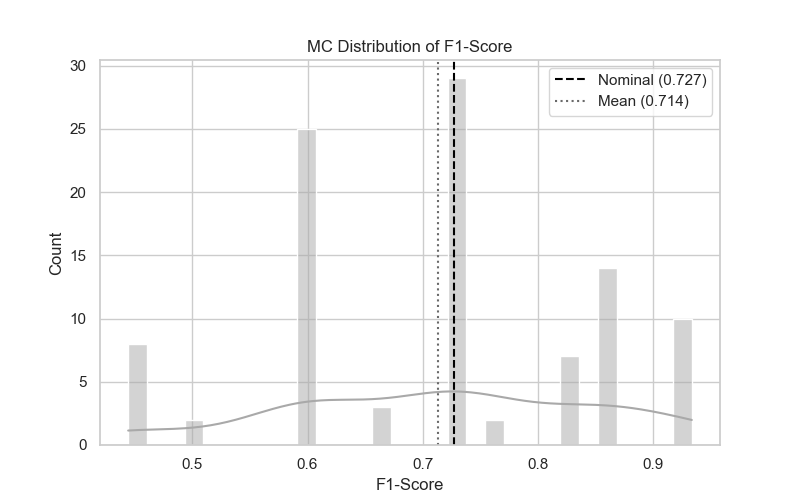 MC Distribution of F1-Score
Nominal (0.727)
Mean (0.714)
Count
30
25
20
15
10
5
0
0.5 0.6 0.7 0.8 0.9
F1-Score